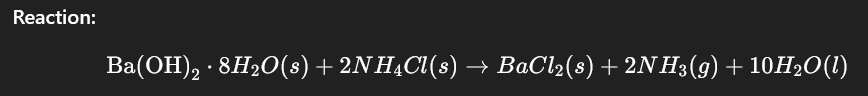 Reaction:
Ba(OH)₂ · 8H₂O(s) + 2NH₄Cl(s) → BaCl₂(s) + 2NH₃(g) + 10H₂O(l)